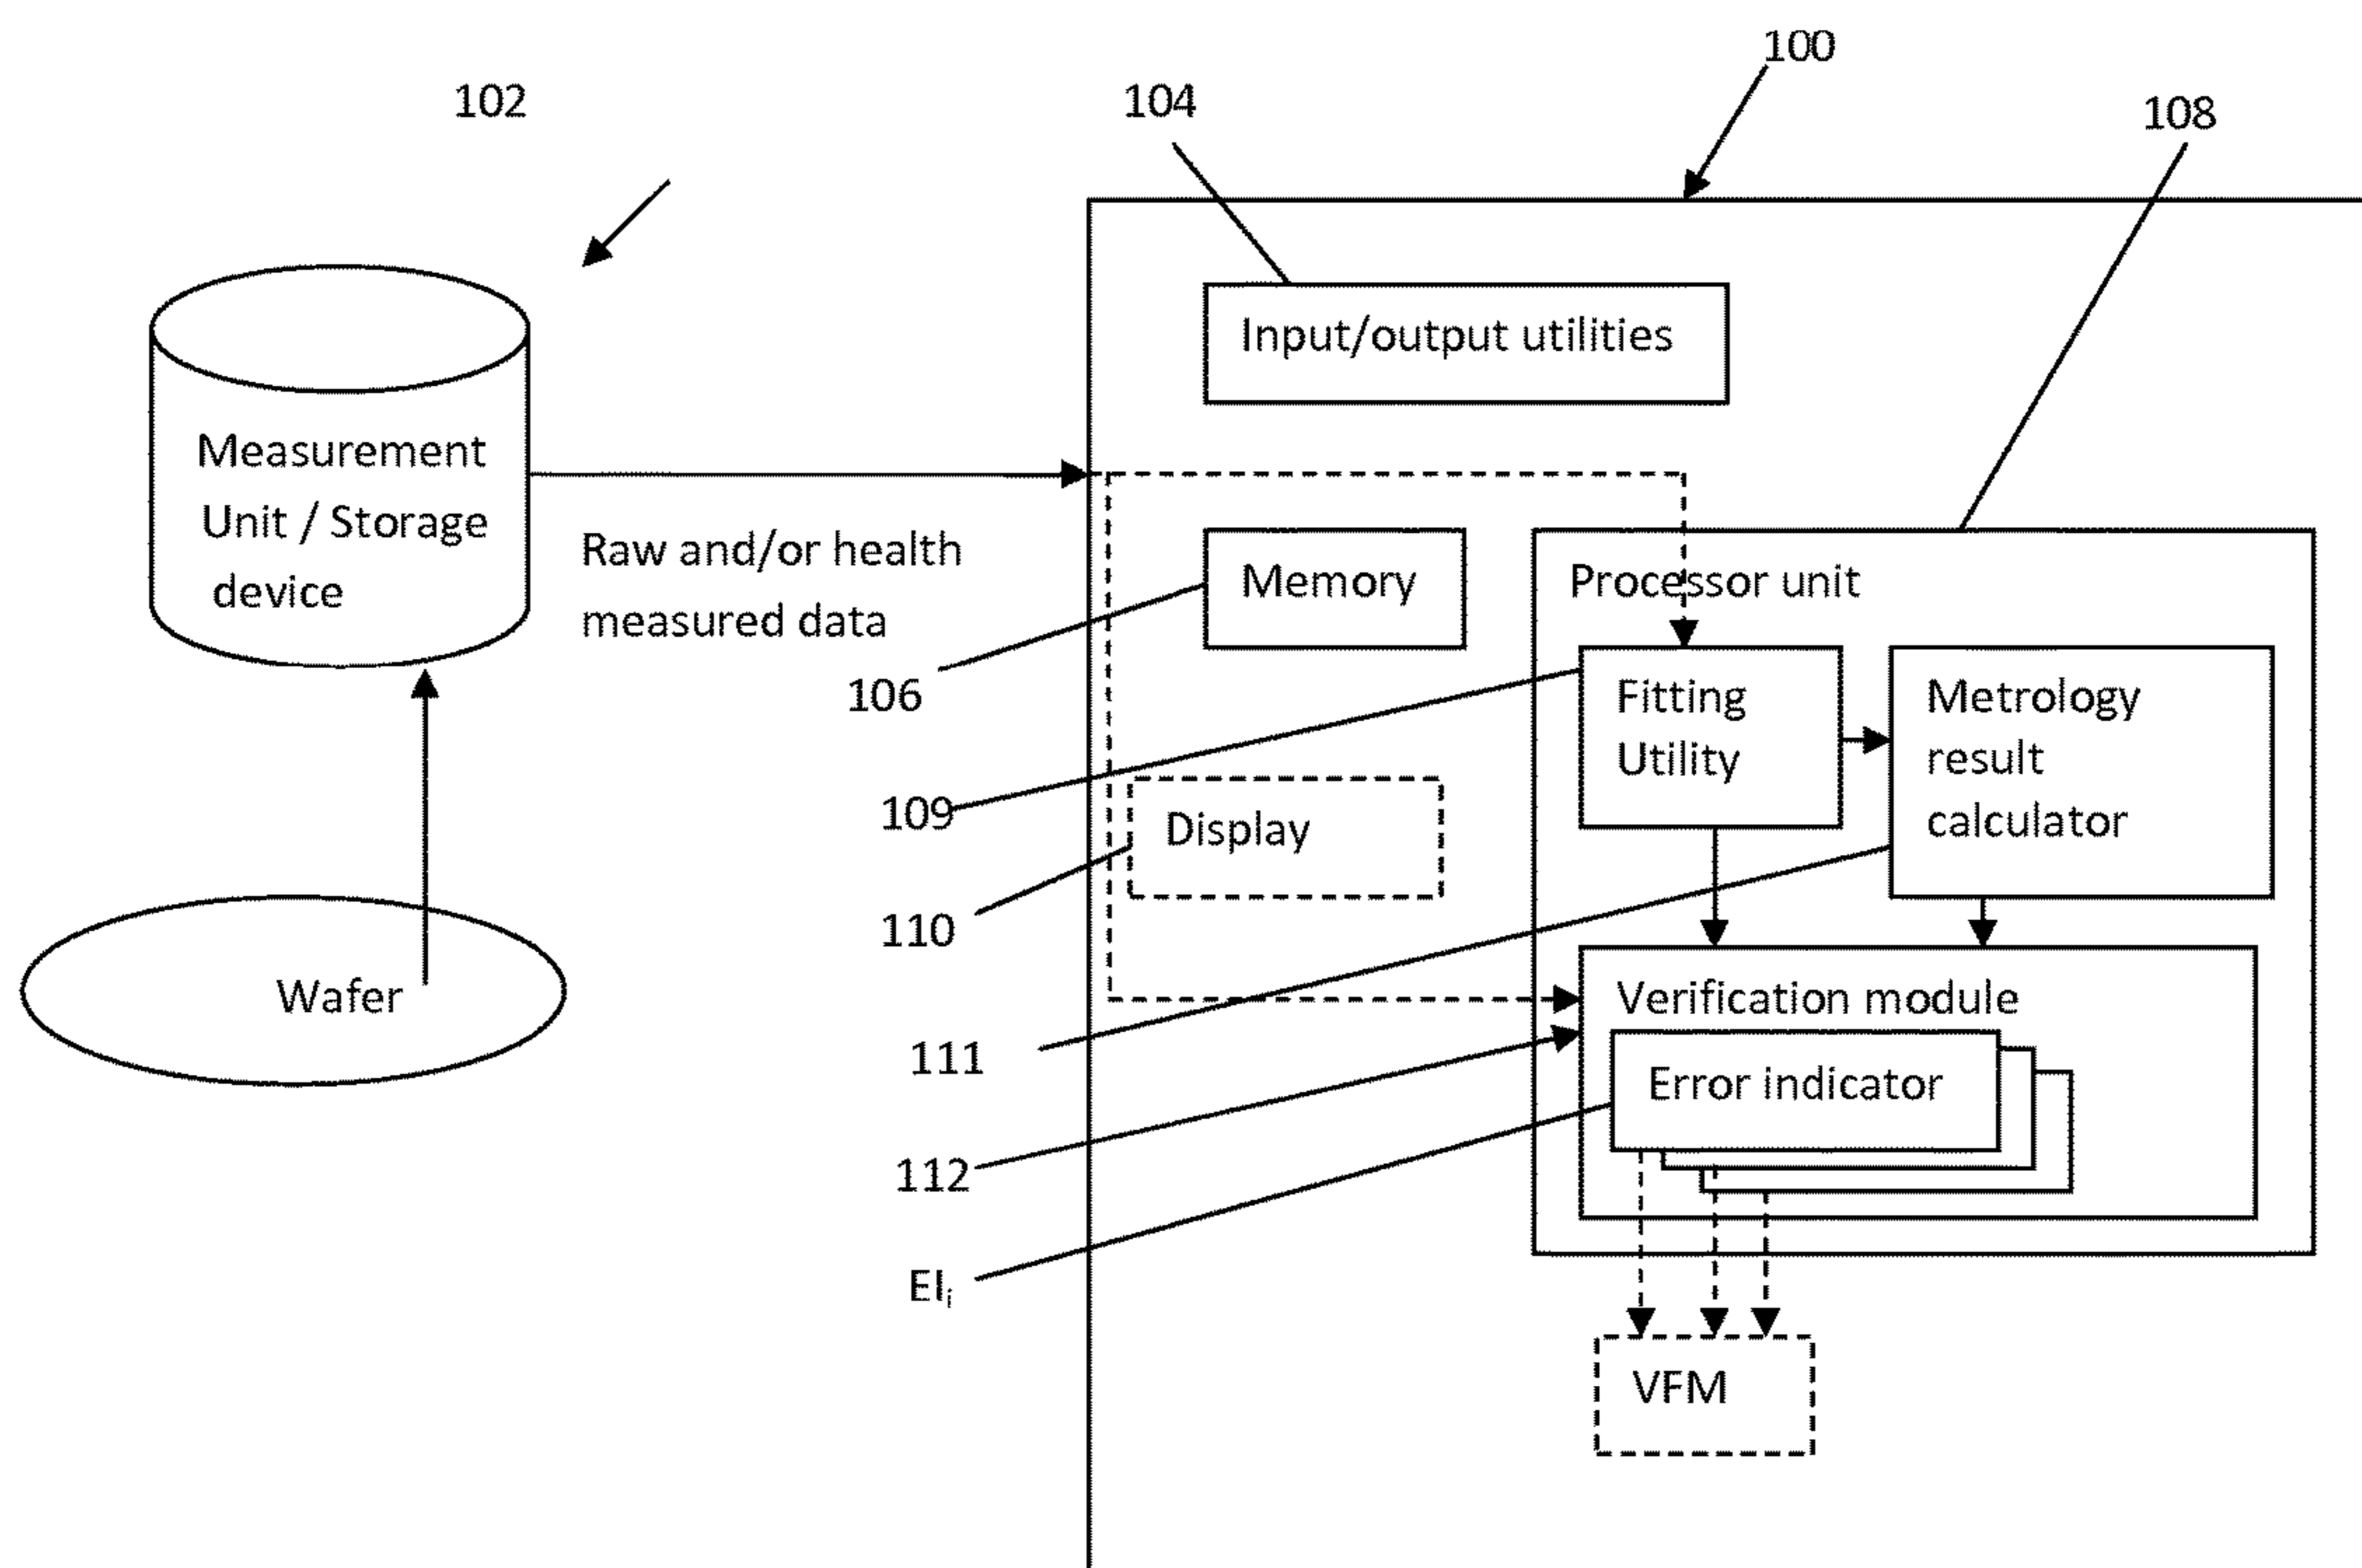 100
102
104
108
Input/output utilities
Measurement
Unit / Storage
device
Raw and/or health
measured data
Memory
Processor unit
106
Fitting
Utility
Metrology
result
calculator
109
Display
110
Wafer
Verification module
111
Error indicator
112
EIi
VFM